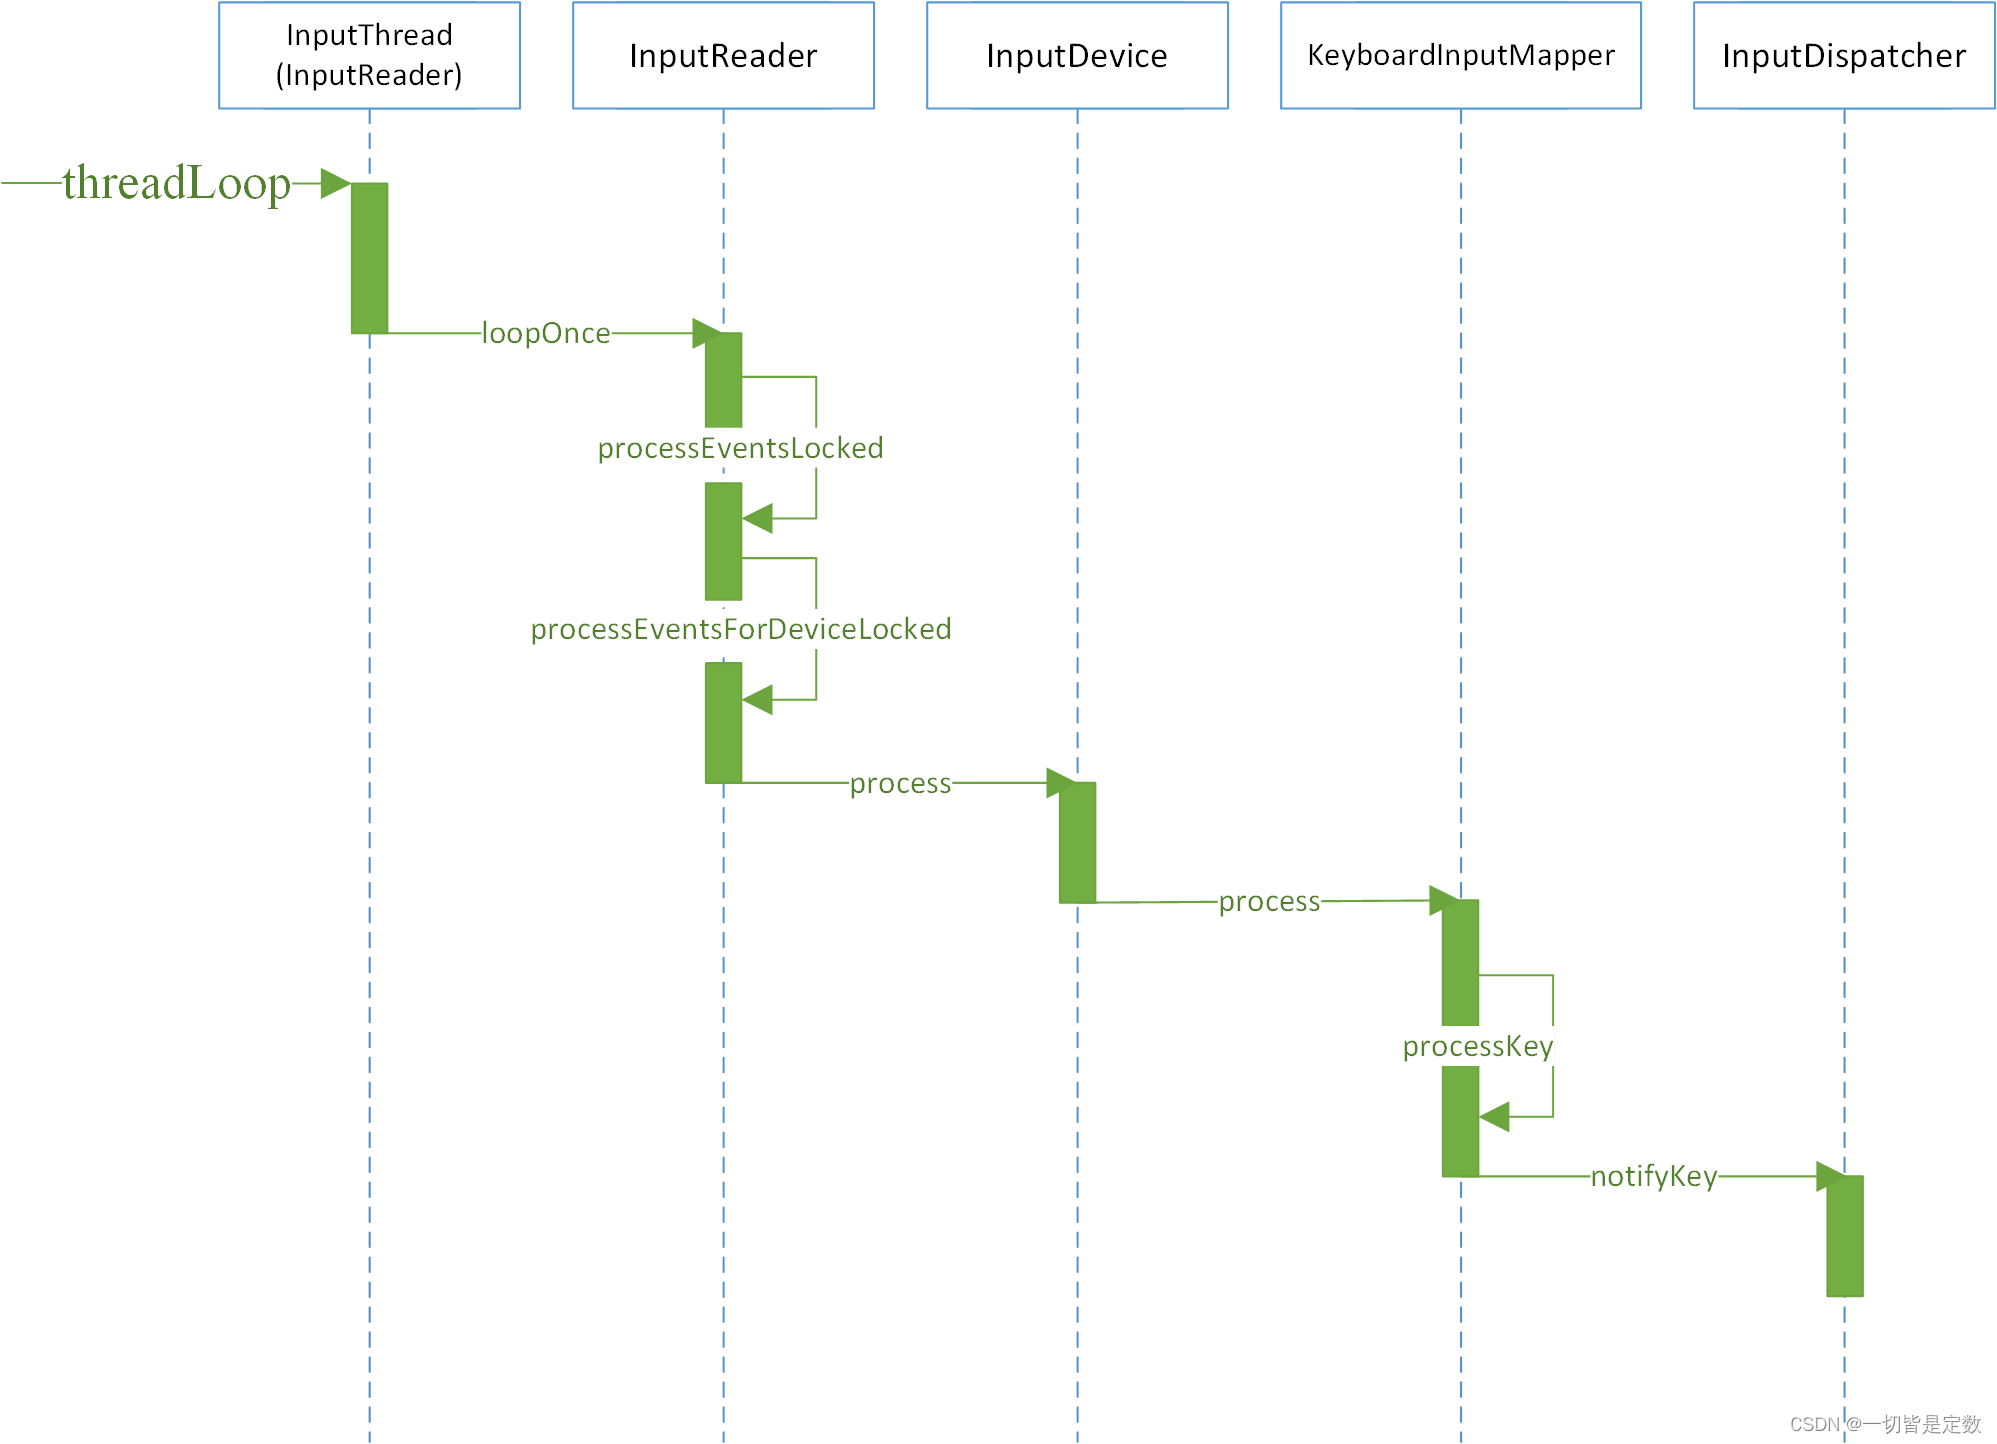 InputThread
(InputReader)
InputReader
InputDevice
KeyboardInputMapper
InputDispatcher
threadLoop
loopOnce
processEventsLocked
processEventsForDeviceLocked
process
process
processKey
notifyKey
CSDN @一切皆是定数